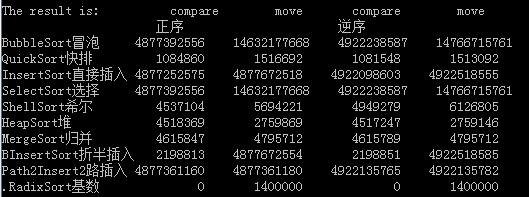 The result is: compare move compare move
正序 逆序
BubbleSort冒泡 4877392556 14632177668 4922238587 14766715761
QuickSort快排 1084860 1516692 1081548 1513092
InsertSort直接插入 4877252575 4877672518 4922098603 4922518555
SelectSort选择 4877392556 14632177668 4922238587 14766715761
ShellSort希尔 4537104 5694221 4949279 6126805
HeapSort堆 4518369 2759869 4517247 2759146
MergeSort归并 4615847 4795712 4615789 4795712
BInsertSort折半插入 2198813 4877672554 2198851 4922518585
Path2Insert2路插入 4877361160 4877361180 4922135765 4922135782
.RadixSort基数 0 1400000 0 1400000